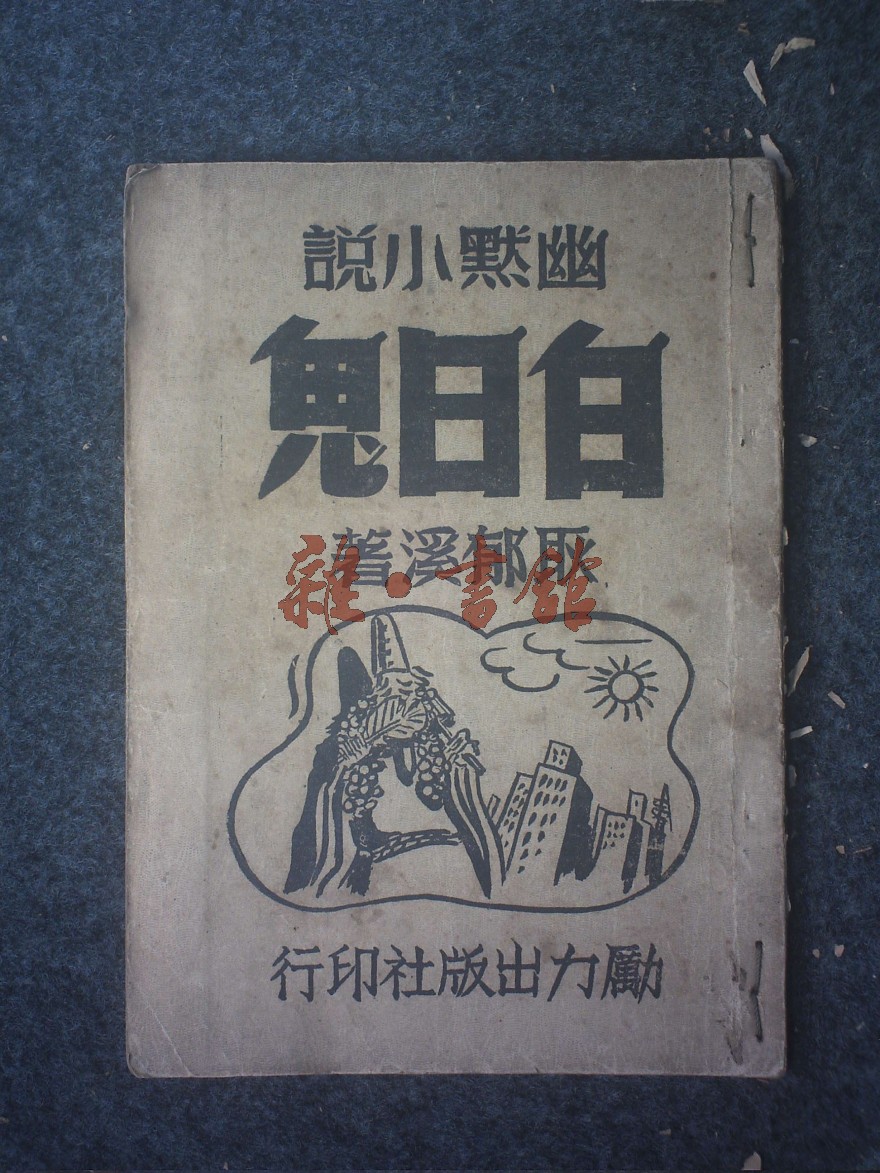 幽默小説
白日鬼
耿郁溪著
雜·書館
勵力出版社印行